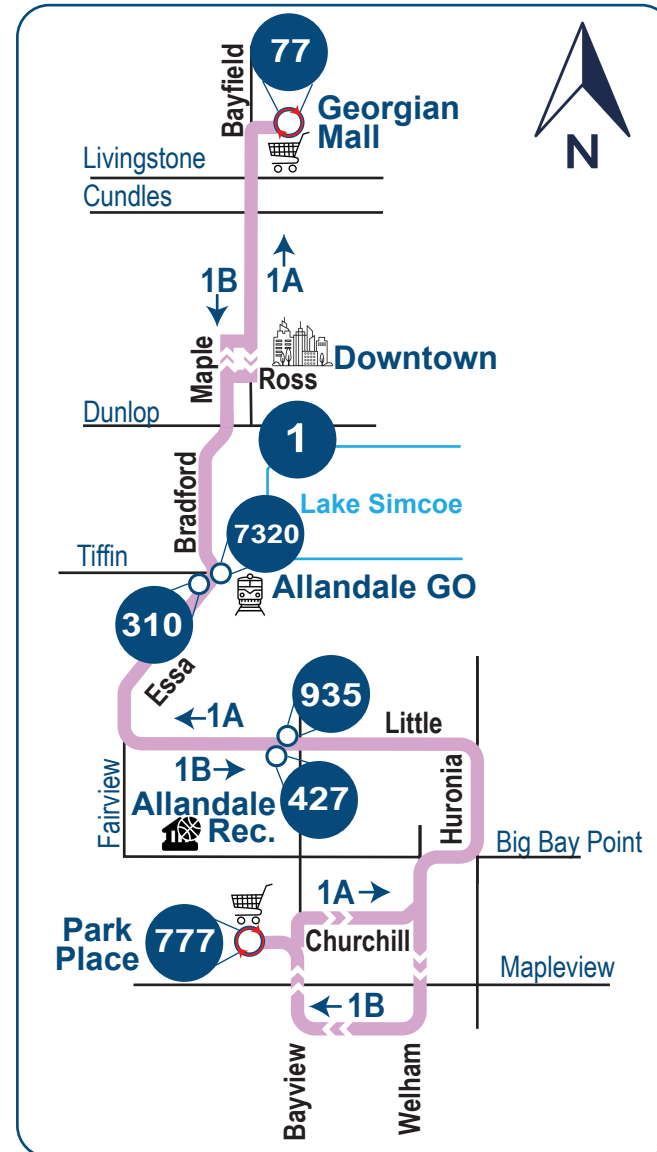 77
Bayfield
Georgian
Mall
N
Livingstone
Cundles
1B
1A
Maple
Downtown
Ross
Dunlop
1
Bradford
Lake Simcoe
7320
Tiffin
Allandale GO
310
Essa
935
1A
Little
1B
427
Allandale
Rec.
Fairview
Huronia
Big Bay Point
1A
Park
Place
777
Churchill
Mapleview
1B
Bayview
Welham